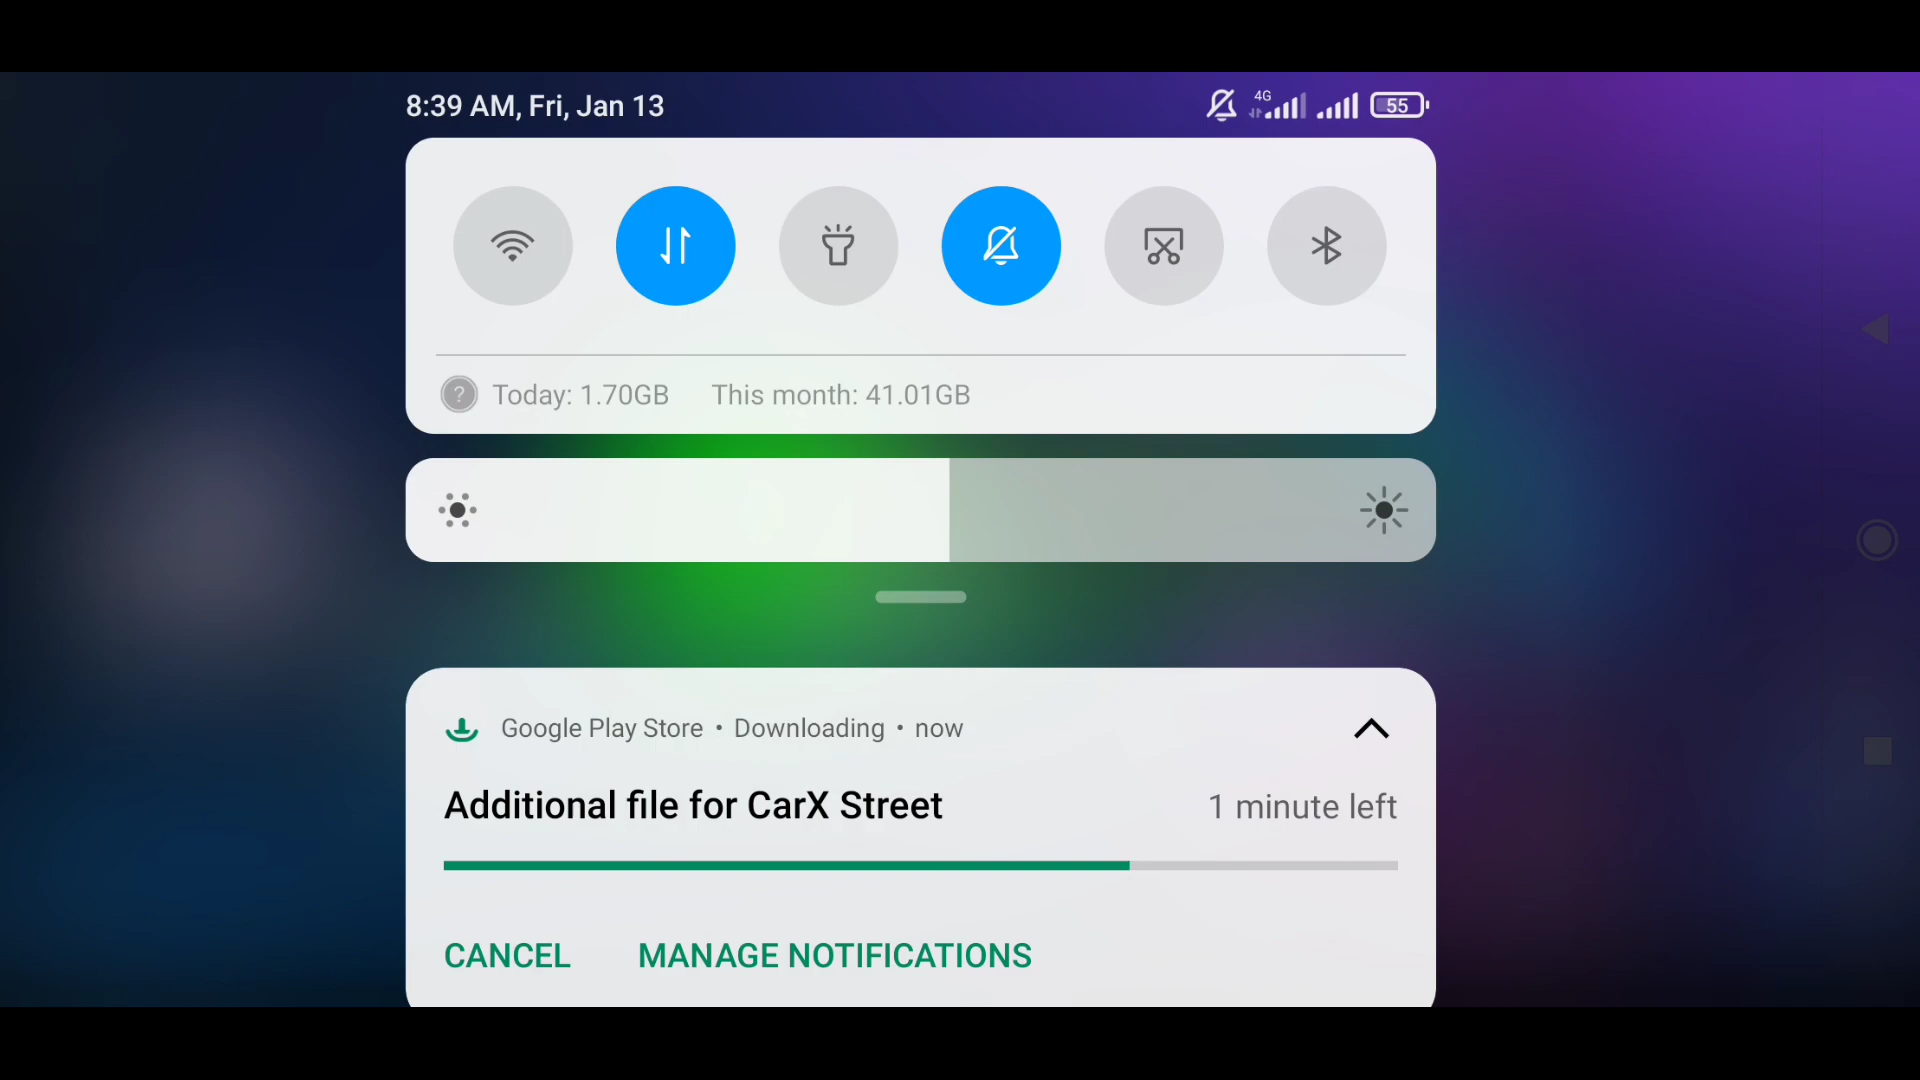 8:39 AM, Fri, Jan 13
4G
55
? Today: 1.70GB This month: 41.01GB
Google Play Store • Downloading • now
Additional file for CarX Street 1 minute left
CANCEL MANAGE NOTIFICATIONS